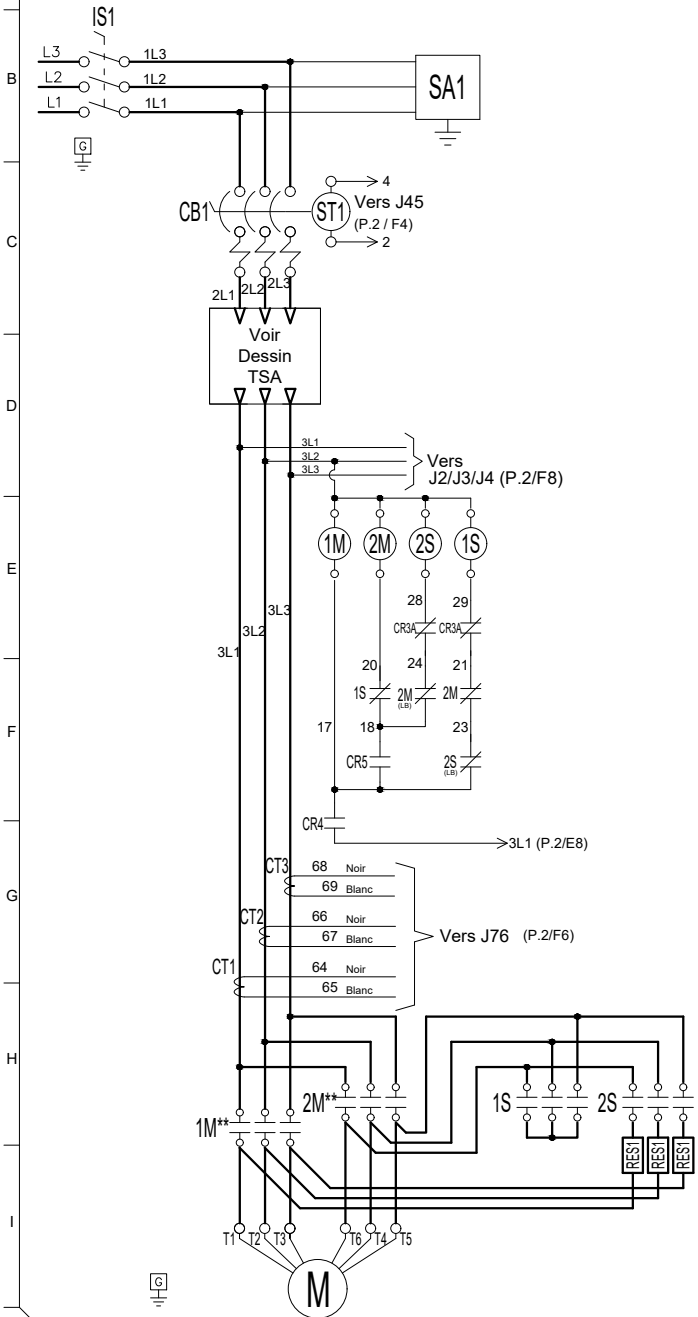 IS1
L3 1L3
B L2 1L2 SA1
L1 1L1
G
4
CB1 ST1 Vers J45
(P.2 / F4)
C 2
2L1 2L2 2L3
Voir
Dessin
TSA
D
3L1
3L2
3L3
Vers
J2/J3/J4 (P.2/F8)
1M 2M 2S 1S
E
28 29
CR3A CR3A
3L1 3L2 3L3
20 24 21
1S 2M (LB) 2M
F 17 18 23
CR5 2S (LB)
CR4
3L1 (P.2/E8)
G
CT3 68 Noir
69 Blanc
CT2 66 Noir
67 Blanc
Vers J76 (P.2/F6)
CT1 64 Noir
65 Blanc
H
1M** 2M** 1S 2S
RES1 RES1 RES1
I
T1 T2 T3 T6 T4 T5
M
G